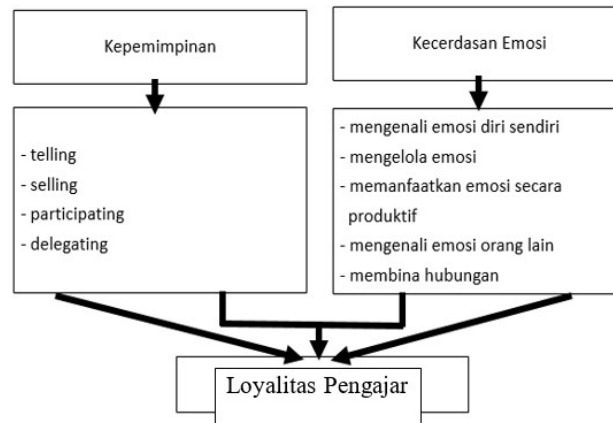 Kepemimpinan
Kecerdasan Emosi
- telling
- selling
- participating
- delegating
- mengenali emosi diri sendiri
- mengelola emosi
- memanfaatkan emosi secara
produktif
- mengenali emosi orang lain
- membina hubungan
Loyalitas Pengajar